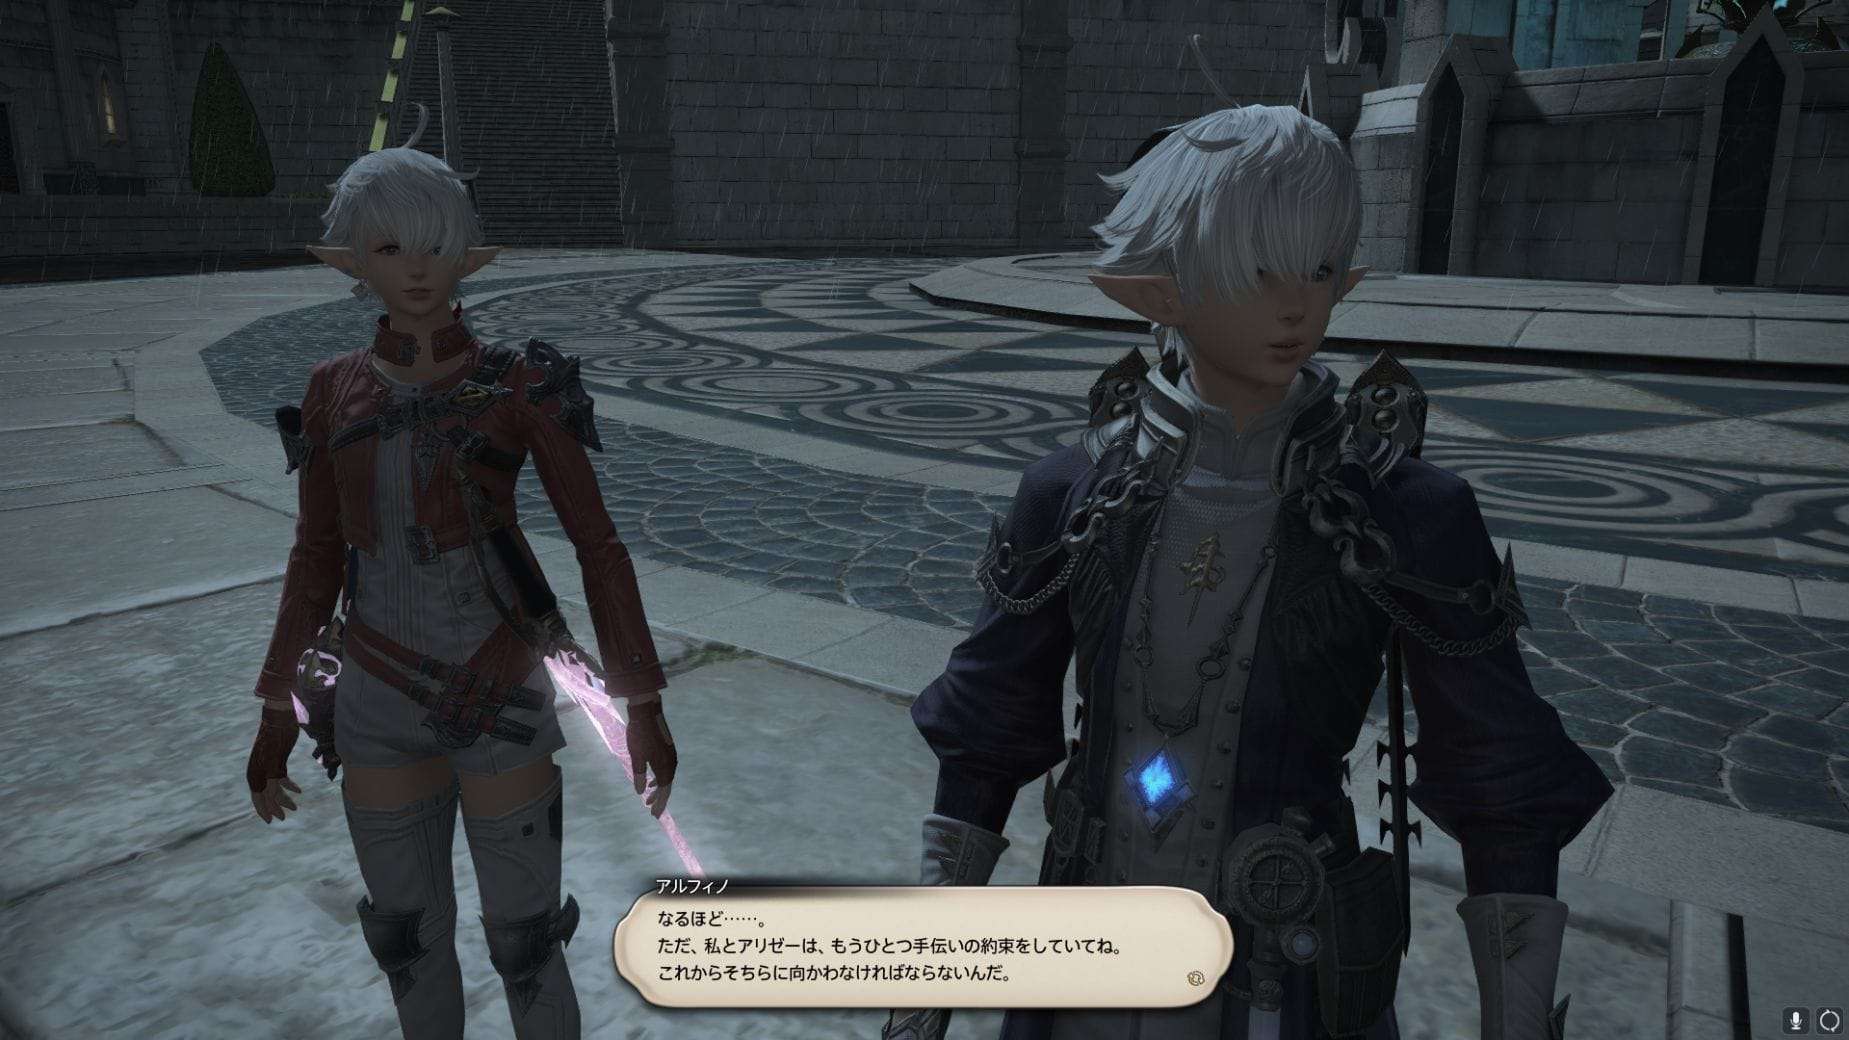 アルフィノ
なるほど……。
ただ、私とアリゼーは、もうひとつ手伝いの約束をしていてね。
これからそちらに向かわなければならないんだ。